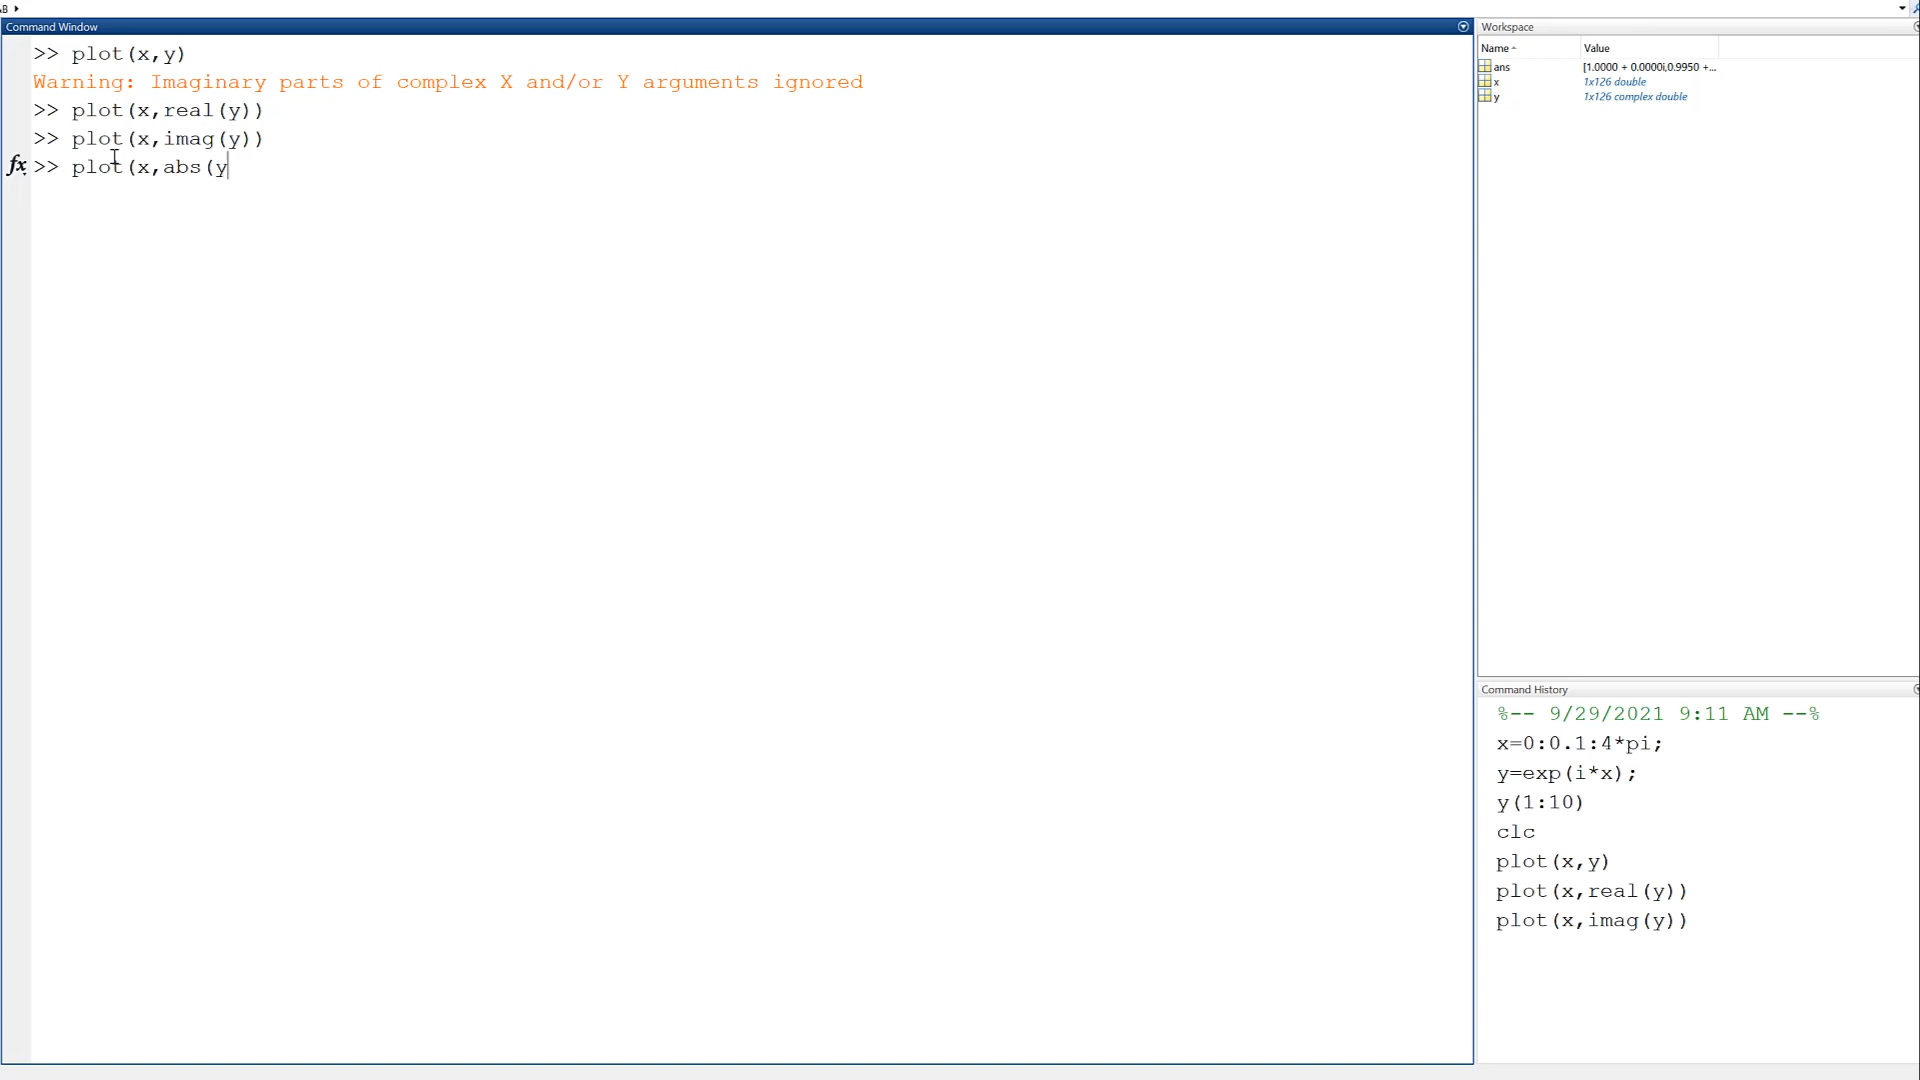 Command Window
>> plot(x,y)
Warning: Imaginary parts of complex X and/or Y arguments ignored
>> plot(x,real(y))
>> plot(x,imag(y))
fx >> plot(x,abs(y
Workspace
Name Value
ans [1.0000 + 0.0000i,0.9950 +...
x 1x126 double
y 1x126 complex double
Command History
%-- 9/29/2021 9:11 AM --%
x=0:0.1:4*pi;
y=exp(i*x);
y(1:10)
clc
plot(x,y)
plot(x,real(y))
plot(x,imag(y))